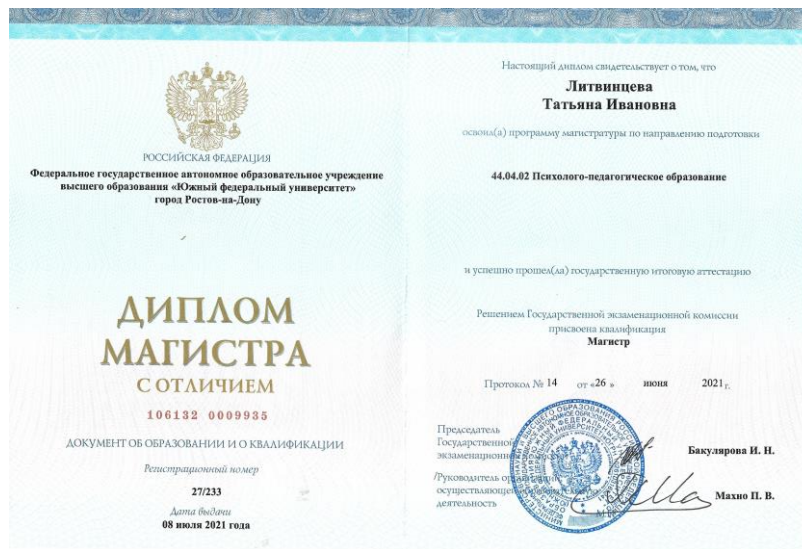 РОССИЙСКАЯ ФЕДЕРАЦИЯ
Федеральное государственное автономное образовательное учреждение
высшего образования «Южный федеральный университет»
город Ростов-на-Дону
ДИПЛОМ
МАГИСТРА
С ОТЛИЧИЕМ
106132 0009935
ДОКУМЕНТ ОБ ОБРАЗОВАНИИ И О КВАЛИФИКАЦИИ
Регистрационный номер
27/233
Дата выдачи
08 июля 2021 года
Настоящий диплом свидетельствует о том, что
Литвинцева
Татьяна Ивановна
освоил(а) программу магистратуры по направлению подготовки
44.04.02 Психолого-педагогическое образование
и успешно прошел(ла) государственную итоговую аттестацию
Решением Государственной экзаменационной комиссии
присвоена квалификация
Магистр
Протокол № 14 от «26 » июня 2021 г.
Председатель
Государственной
экзаменационной
Бакулярова И. Н.
Руководитель
осуществляющей
деятельность
Махно П. В.